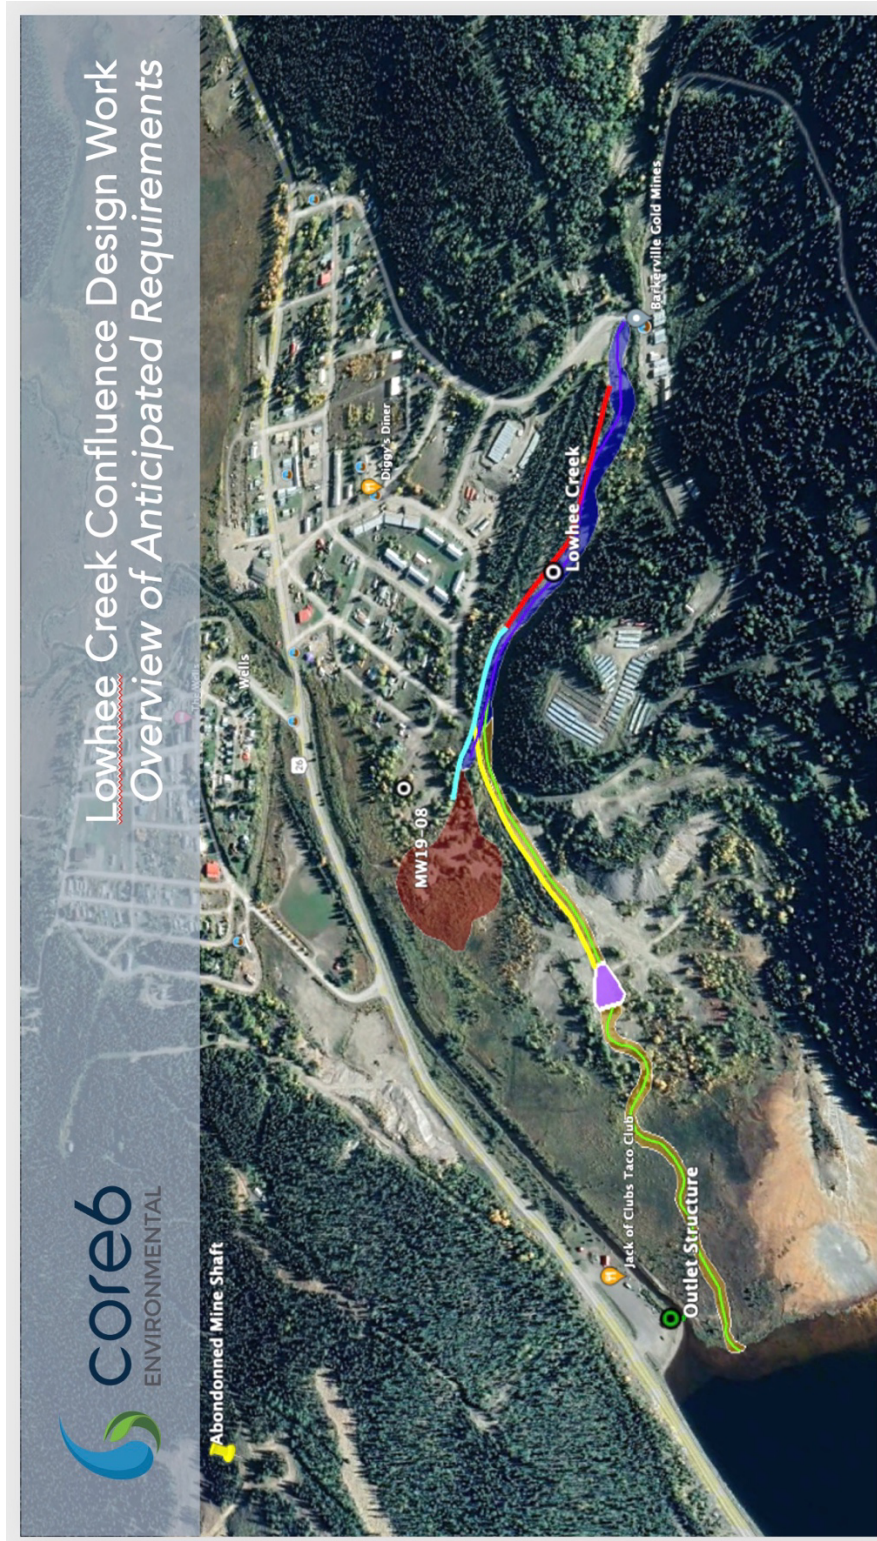 Lowhee Creek Confluence Design Work
Overview of Anticipated Requirements
core6
ENVIRONMENTAL
Abondonned Mine Shaft
Wells
26
Diggy's Diner
Barkerville Gold Mines
Lowhee Creek
MW19-08
Jack of Clubs Taco Club
Outlet Structure